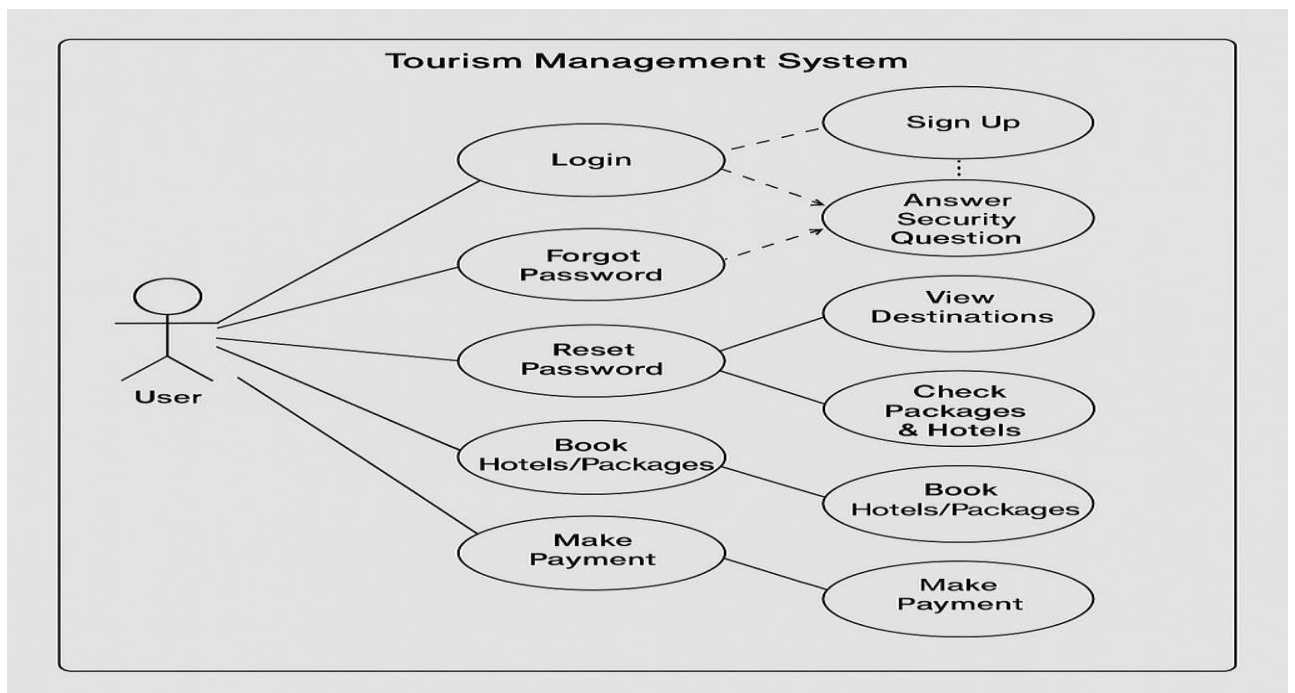 Tourism Management System
Login
Sign Up
Answer
Security
Question
Forgot
Password
View
Destinations
Reset
Password
Check
Packages
& Hotels
User
Book
Hotels/Packages
Book
Hotels/Packages
Make
Payment
Make
Payment